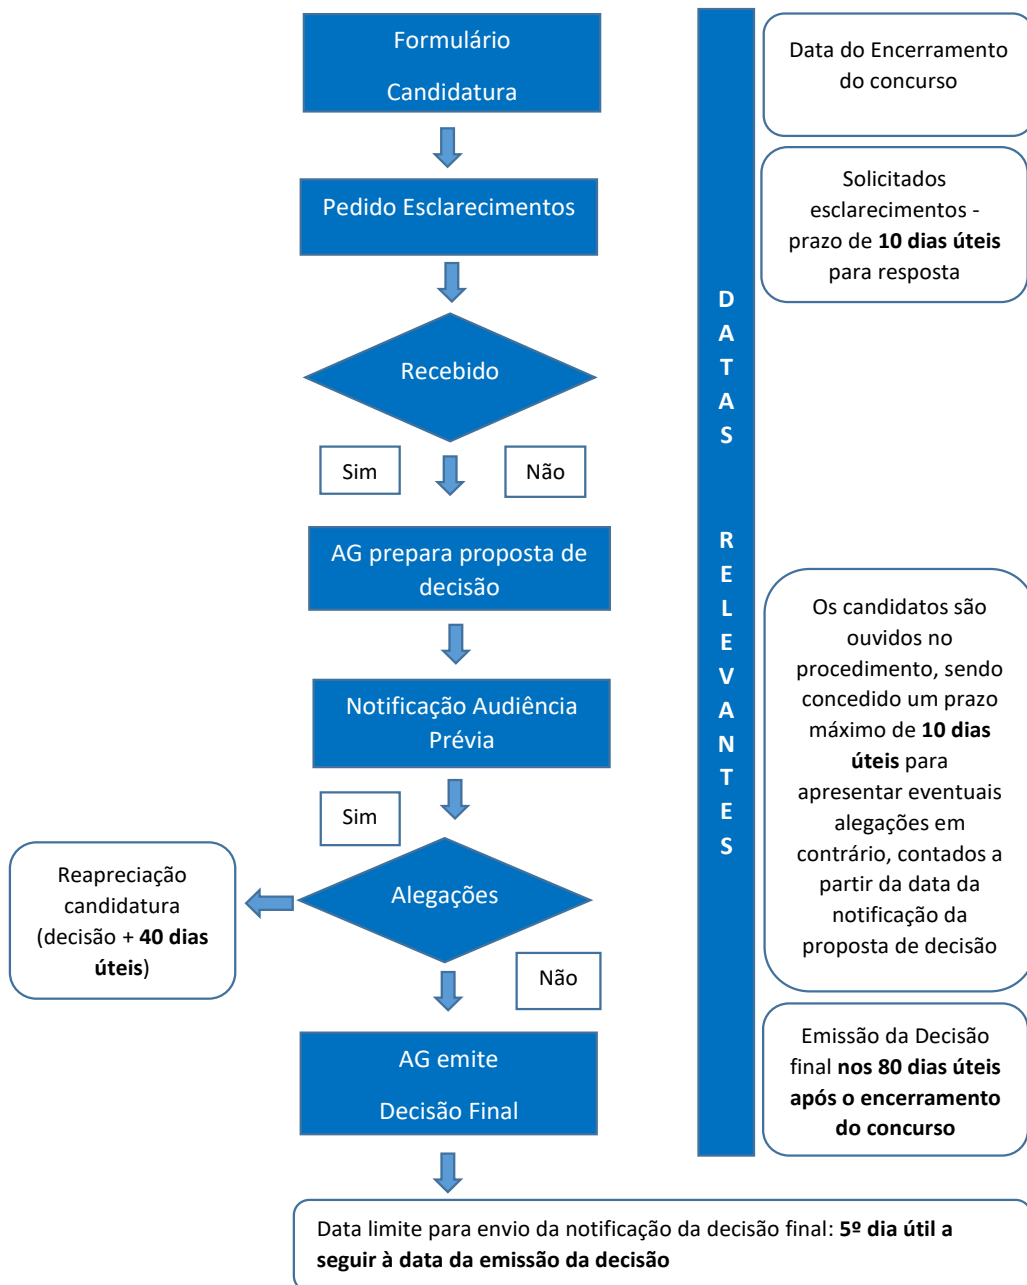 Formulário
Candidatura
Data do Encerramento
do concurso
Pedido Esclarecimentos
Solicitados
esclarecimentos -
prazo de 10 dias úteis
para resposta
Recebido
Sim
Não
AG prepara proposta de
decisão
Notificação Audiência
Prévia
Sim
Alegações
Reapreciação
candidatura
(decisão + 40 dias
úteis)
Não
AG emite
Decisão Final
DATAS RELEVANTES
Os candidatos são
ouvidos no
procedimento, sendo
concedido um prazo
máximo de 10 dias
úteis para
apresentar eventuais
alegações em
contrário, contados a
partir da data da
notificação da
proposta de decisão
Emissão da Decisão
final nos 80 dias úteis
após o encerramento
do concurso
Data limite para envio da notificação da decisão final: 5º dia útil a
seguir à data da emissão da decisão